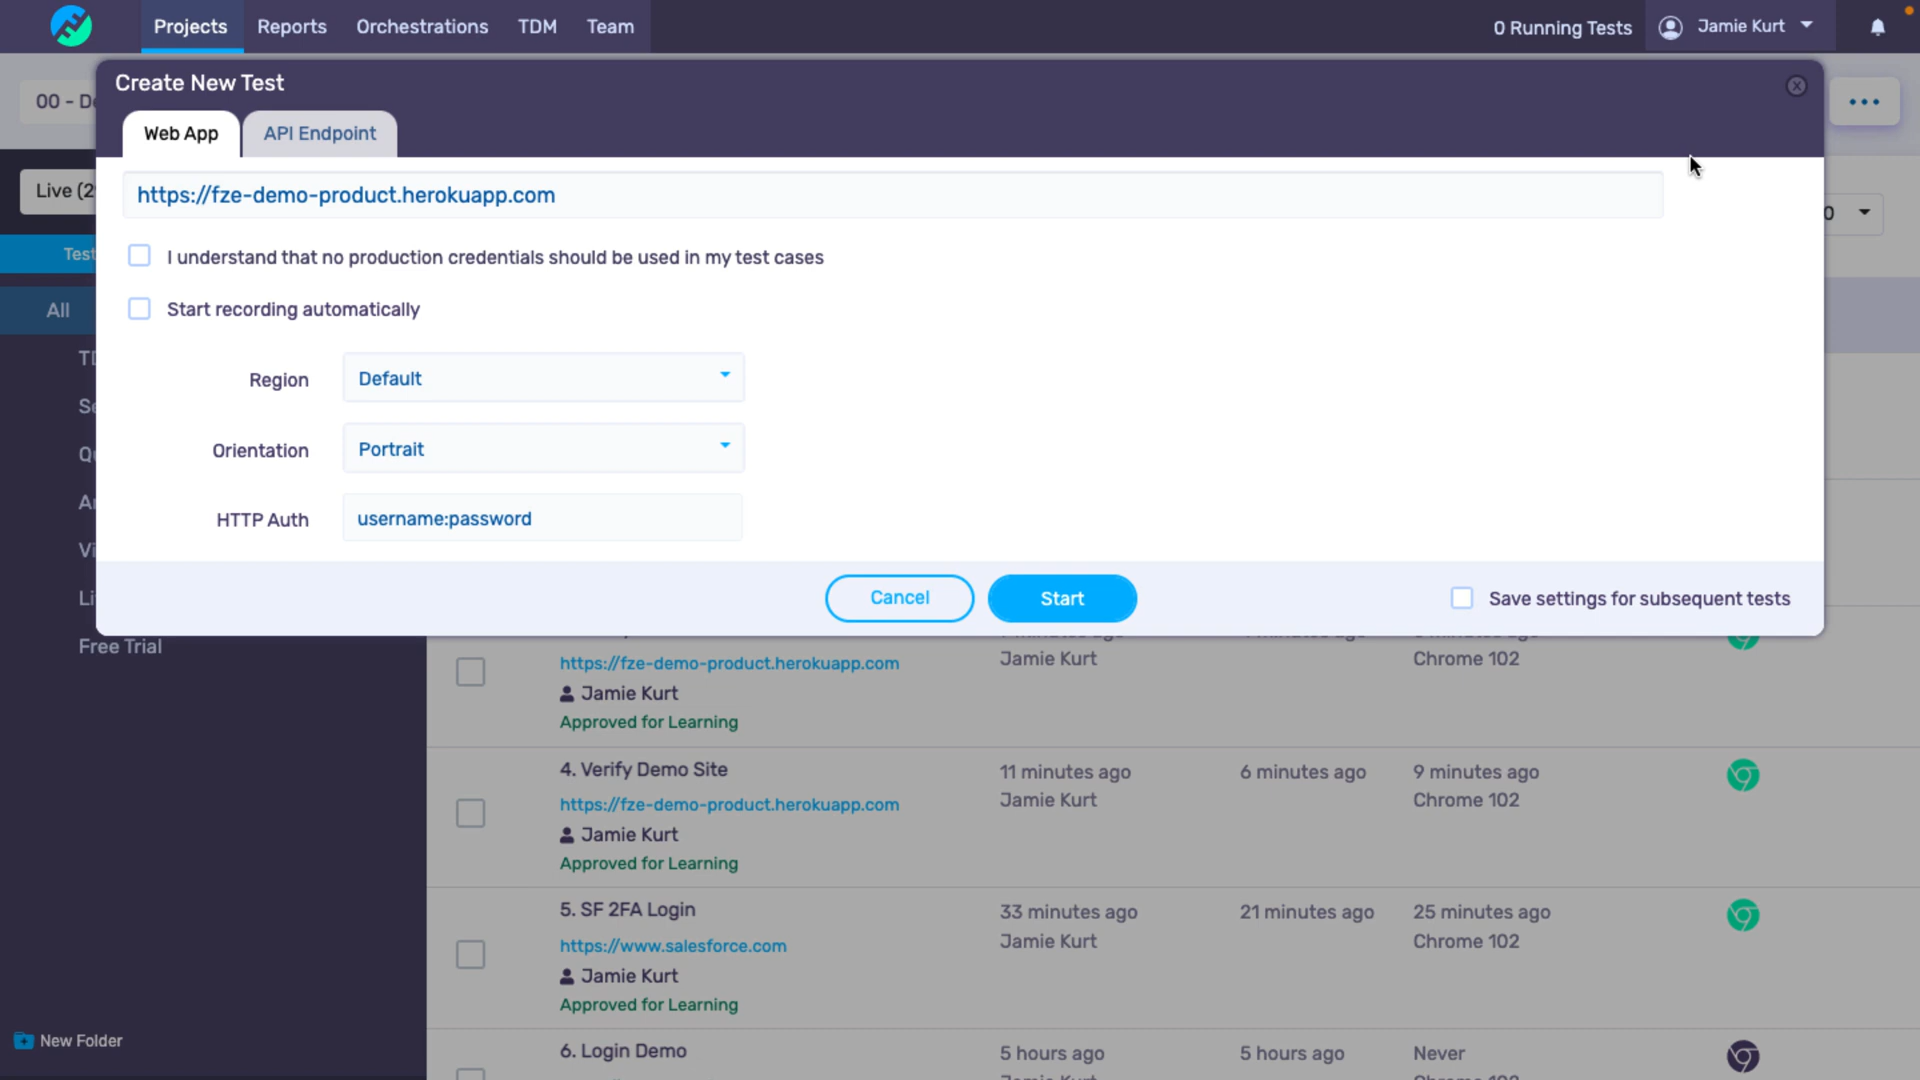 Projects Reports Orchestrations TDM Team 0 Running Tests Jamie Kurt
Create New Test
00 - D
Web App API Endpoint
Live (2
https://fze-demo-product.herokuapp.com
0
Test
I understand that no production credentials should be used in my test cases
All
Start recording automatically
Region Default
Orientation Portrait
HTTP Auth username:password
Cancel Start Save settings for subsequent tests
Free Trial
https://fze-demo-product.herokuapp.com
Jamie Kurt
Chrome 102
Jamie Kurt
Approved for Learning
4. Verify Demo Site
11 minutes ago 6 minutes ago 9 minutes ago
https://fze-demo-product.herokuapp.com
Jamie Kurt
Chrome 102
Jamie Kurt
Approved for Learning
5. SF 2FA Login
33 minutes ago 21 minutes ago 25 minutes ago
https://www.salesforce.com
Jamie Kurt
Chrome 102
Jamie Kurt
Approved for Learning
New Folder
6. Login Demo
5 hours ago 5 hours ago Never